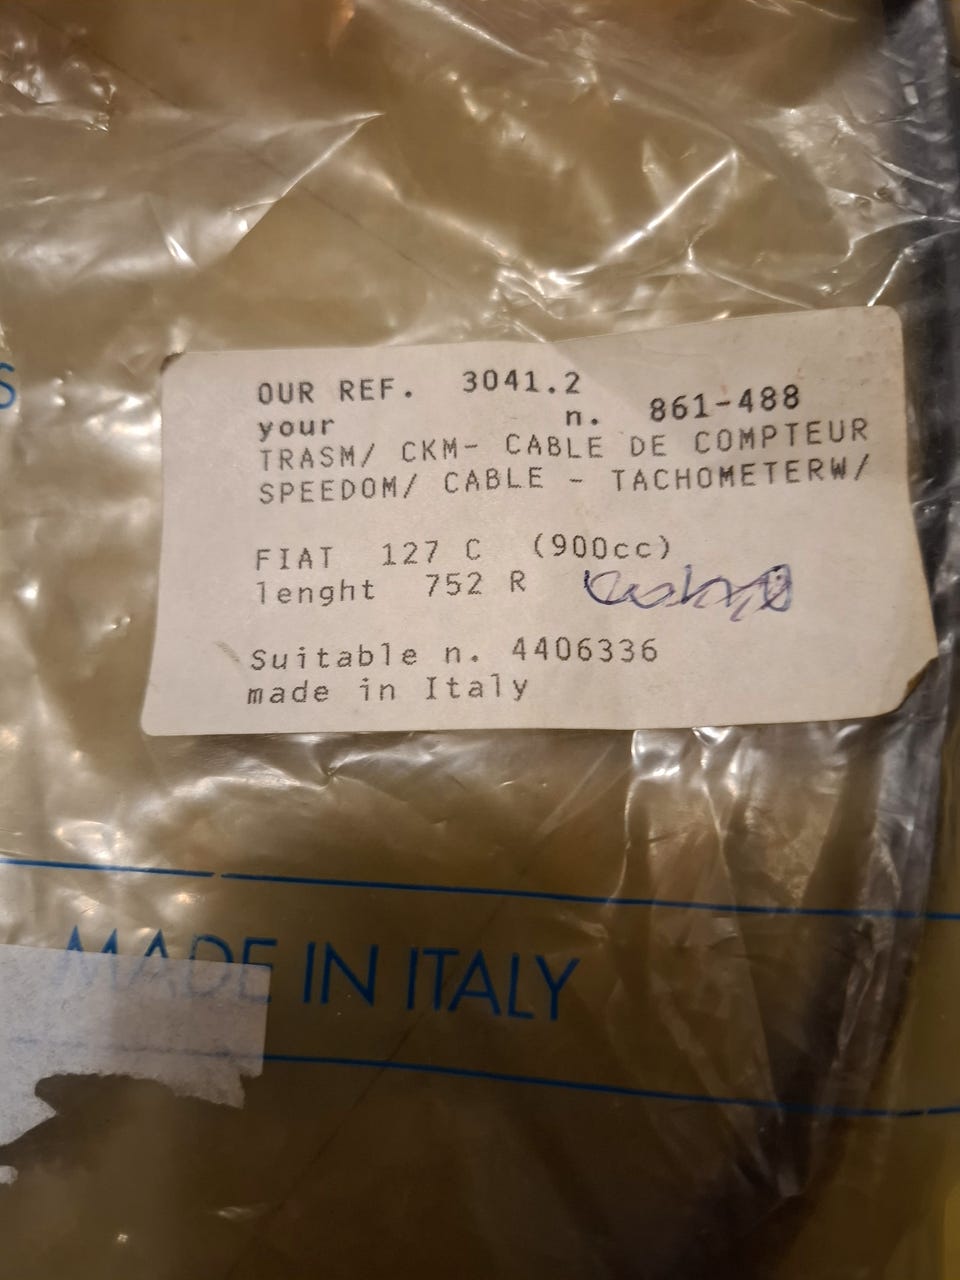 S
OUR REF. 3041.2
your n. 861-488
TRASM/ CKM- CABLE DE COMPTEUR
SPEEDOM/ CABLE - TACHOMETERW/
FIAT 127 C (900cc)
lenght 752 R
Suitable n. 4406336
made in Italy
MADE IN ITALY